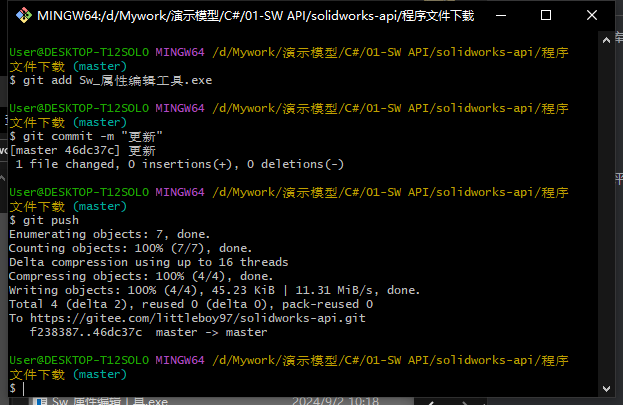 MINGW64:/d/Mywork/演示模型/C#/01-SW API/solidworks-api/程序文件下载
User@DESKTOP-T12SOLO MINGW64 /d/Mywork/演示模型/C#/01-SW API/solidworks-api/程序
文件下载 (master)
$ git add Sw_属性编辑工具.exe
User@DESKTOP-T12SOLO MINGW64 /d/Mywork/演示模型/C#/01-SW API/solidworks-api/程序
文件下载 (master)
$ git commit -m "更新"
[master 46dc37c] 更新
1 file changed, 0 insertions(+), 0 deletions(-)
User@DESKTOP-T12SOLO MINGW64 /d/Mywork/演示模型/C#/01-SW API/solidworks-api/程序
文件下载 (master)
$ git push
Enumerating objects: 7, done.
Counting objects: 100% (7/7), done.
Delta compression using up to 16 threads
Compressing objects: 100% (4/4), done.
Writing objects: 100% (4/4), 45.23 KiB | 11.31 MiB/s, done.
Total 4 (delta 2), reused 0 (delta 0), pack-reused 0
To https://gitee.com/littleboy97/solidworks-api.git
f238387..46dc37c master -> master
User@DESKTOP-T12SOLO MINGW64 /d/Mywork/演示模型/C#/01-SW API/solidworks-api/程序
文件下载 (master)
$
Sw_属性编辑工具.exe 2024/9/2 10:18